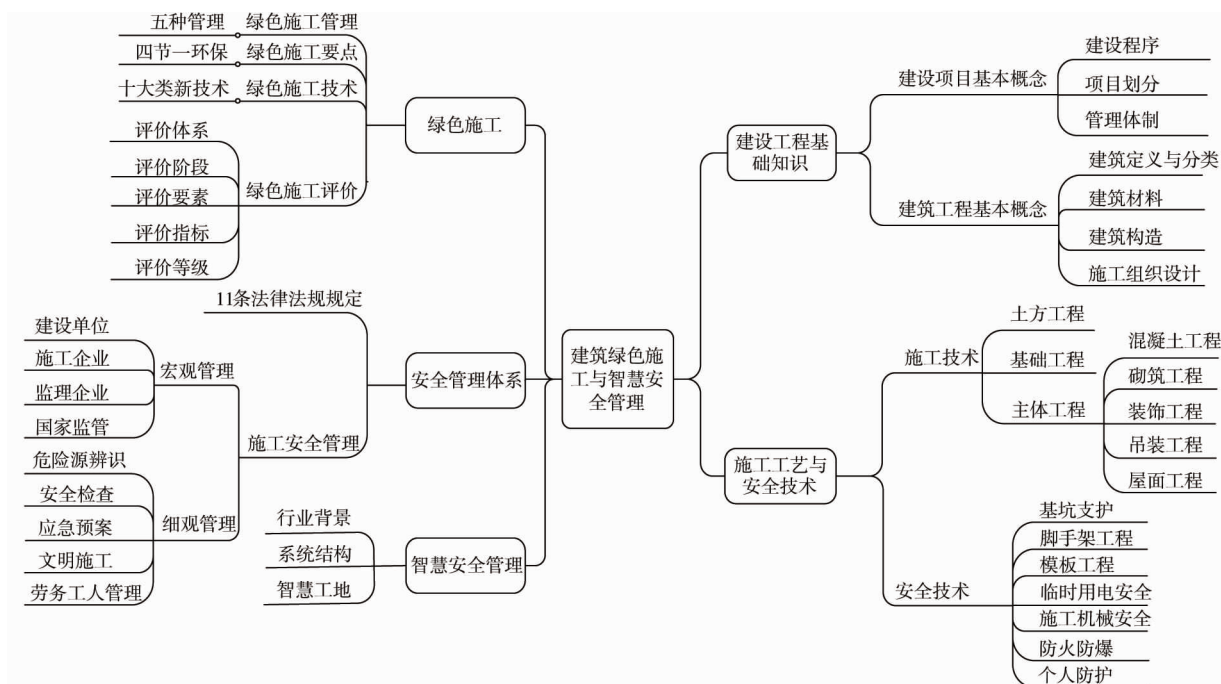 五种管理
绿色施工管理
四节一环保
绿色施工要点
十大类新技术
绿色施工技术
绿色施工
评价体系
评价阶段
评价要素
绿色施工评价
评价指标
评价等级
11条法律法规规定
建设单位
施工企业
宏观管理
监理企业
国家监管
安全管理体系
施工安全管理
危险源辨识
安全检查
应急预案
细观管理
文明施工
劳务工人管理
行业背景
系统结构
智慧安全管理
智慧工地
建筑绿色施
工与智慧安
全管理
建设工程基
础知识
建设项目基本概念
建设程序
项目划分
管理体制
建筑工程基本概念
建筑定义与分类
建筑材料
建筑构造
施工组织设计
施工工艺与
安全技术
施工技术
土方工程
基础工程
主体工程
混凝土工程
砌筑工程
装饰工程
吊装工程
屋面工程
安全技术
基坑支护
脚手架工程
模板工程
临时用电安全
施工机械安全
防火防爆
个人防护